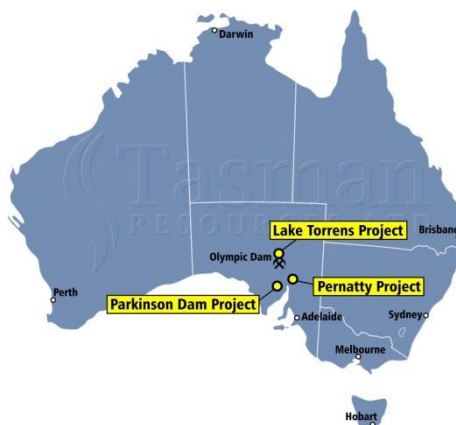 Darwin
Tasman
RESOURCES LTD
Lake Torrens Project
Brisbane
Olympic Dam
Pernatty Project
Parkinson Dam Project
Perth
Adelaide
Sydney
Melbourne
Hobart